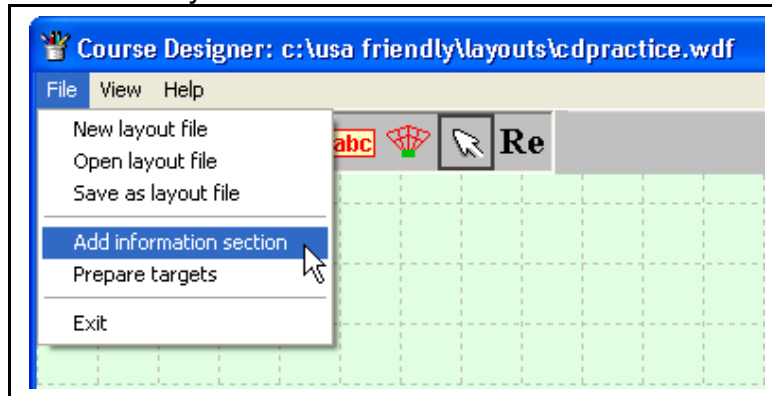 Course Designer: c:\usa friendly\layouts\cdpractice.wdf
File View Help
abc Re
New layout file
Open layout file
Save as layout file
Add information section
Prepare targets
Exit